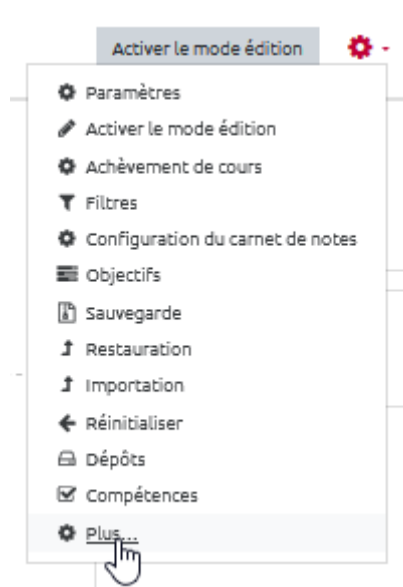 Activer le mode édition
Paramètres
Activer le mode édition
Achèvement de cours
Filtres
Configuration du carnet de notes
Objectifs
Sauvegarde
Restauration
Importation
Réinitialiser
Dépôts
Compétences
Plus...